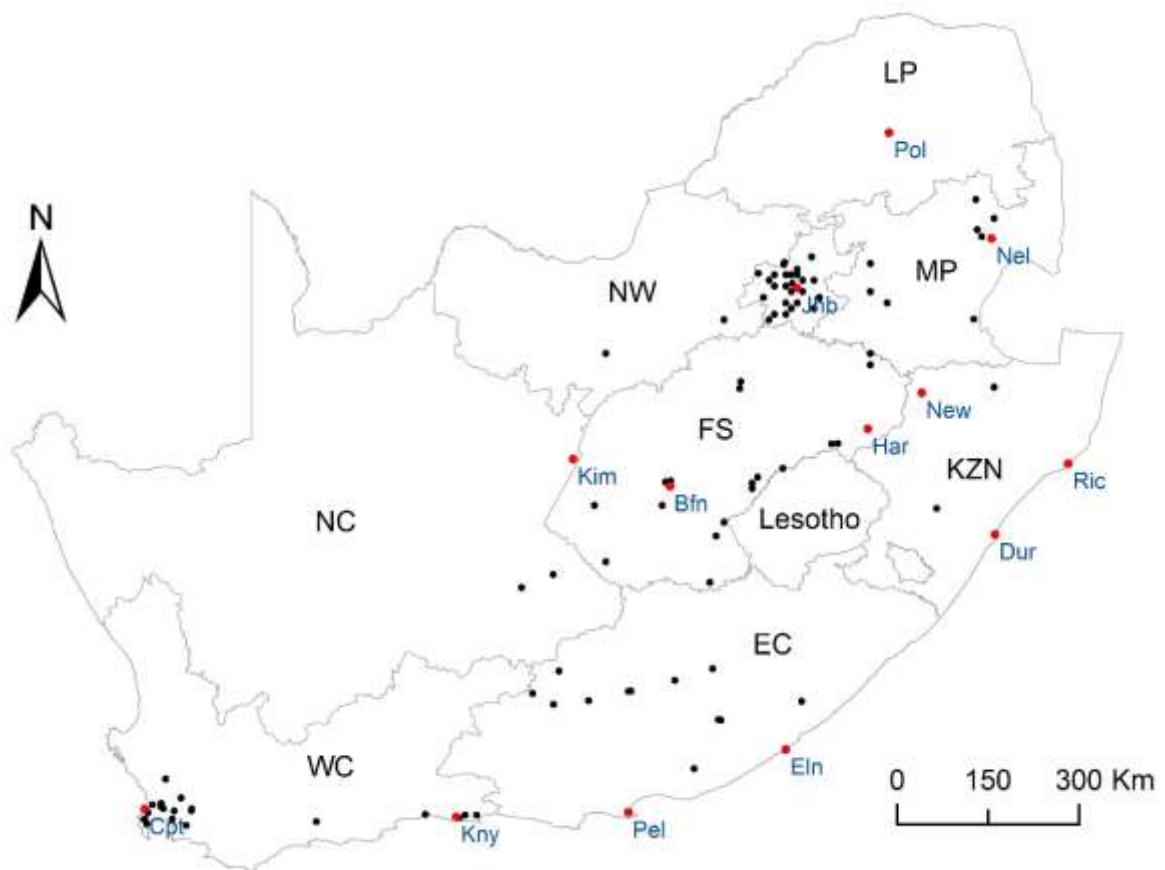 LP
Pol
N
Nel
MP
NW
Jhb
New
FS
Har
KZN
Kim
Ric
Bfn
NC
Lesotho
Dur
EC
WC
Eln
0 150 300 Km
Cpt
Kny
Pel